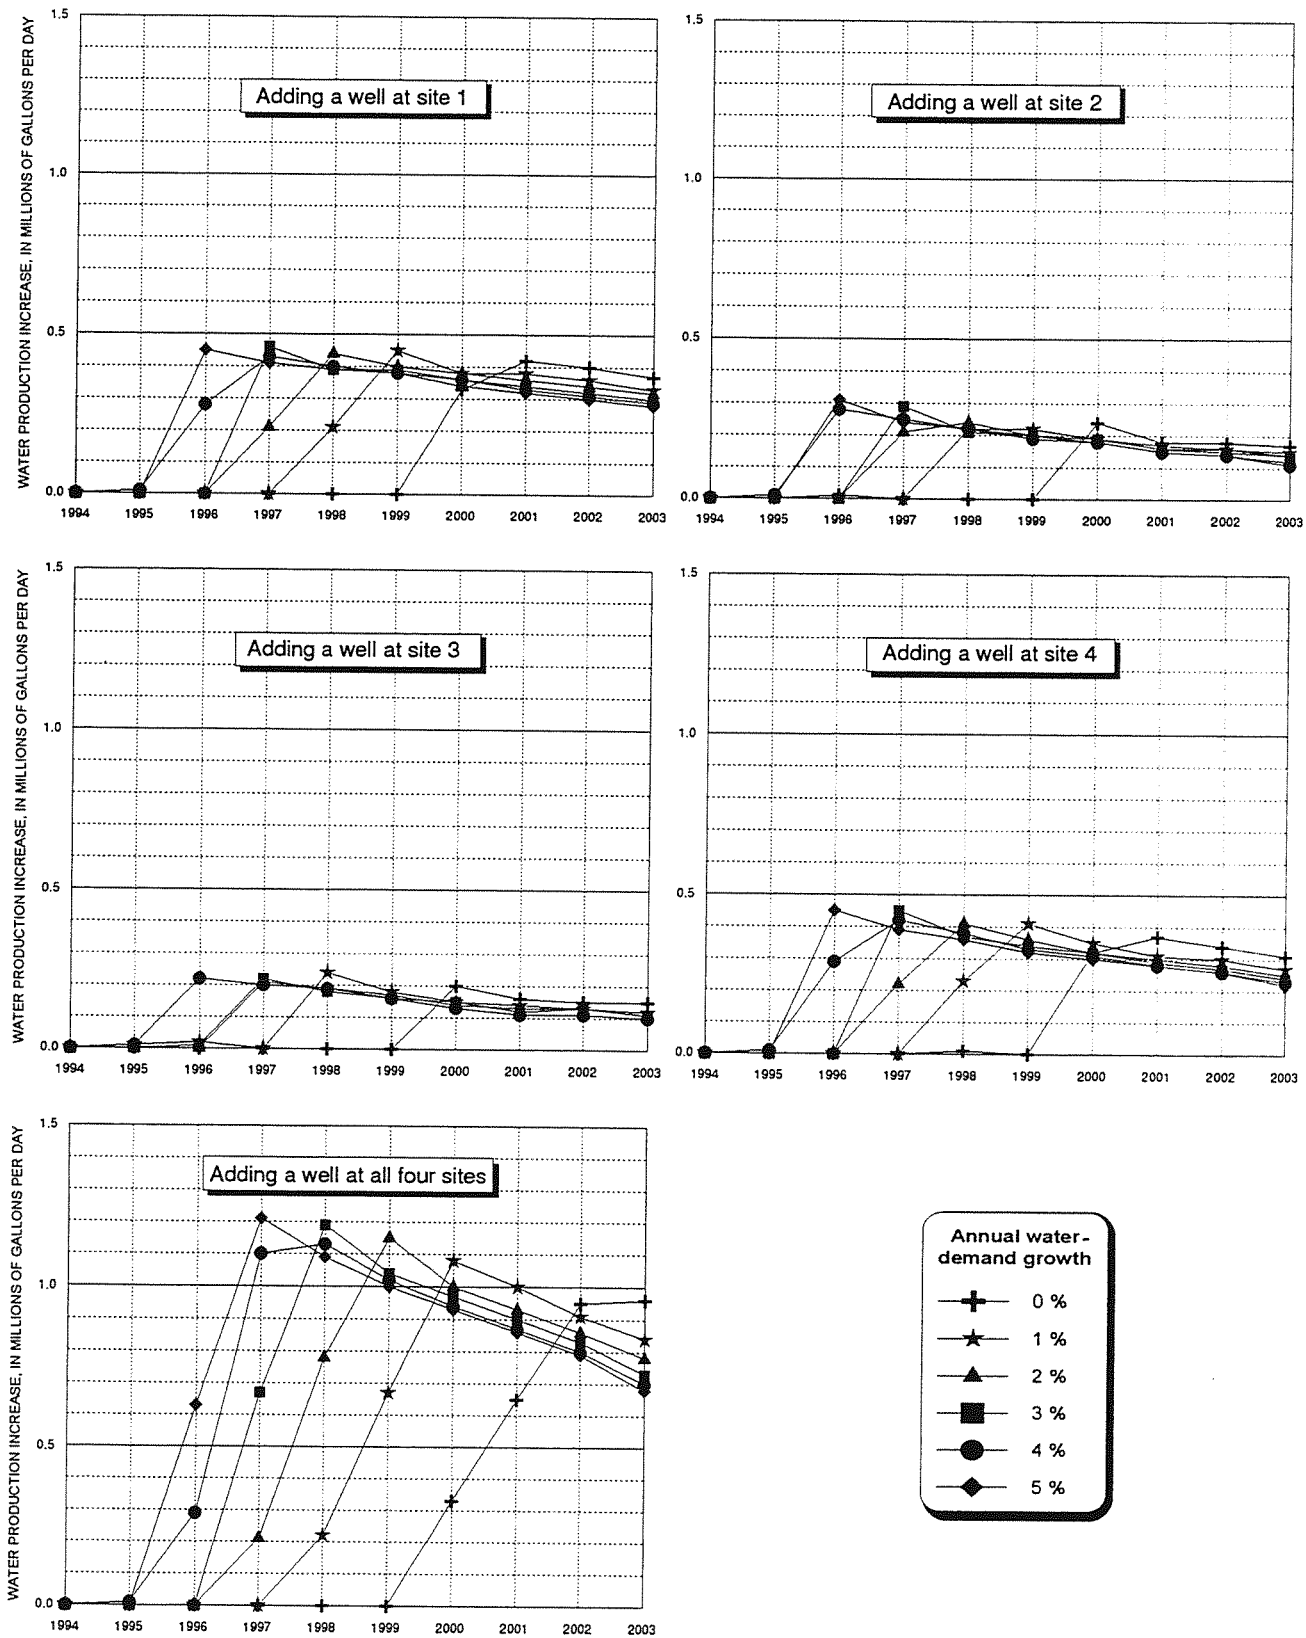 WATER PRODUCTION INCREASE, IN MILLIONS OF GALLONS PER DAY
1.5
1.0
0.5
0.0
Adding a well at site 1
1994 1995 1996 1997 1998 1999 2000 2001 2002 2003
1.5
1.0
0.5
0.0
Adding a well at site 2
1994 1995 1996 1997 1998 1999 2000 2001 2002 2003
WATER PRODUCTION INCREASE, IN MILLIONS OF GALLONS PER DAY
1.5
1.0
0.5
0.0
Adding a well at site 3
1994 1995 1996 1997 1998 1999 2000 2001 2002 2003
1.5
1.0
0.5
0.0
Adding a well at site 4
1994 1995 1996 1997 1998 1999 2000 2001 2002 2003
WATER PRODUCTION INCREASE, IN MILLIONS OF GALLONS PER DAY
1.5
1.0
0.5
0.0
Adding a well at all four sites
1994 1995 1996 1997 1998 1999 2000 2001 2002 2003
Annual water-
demand growth
0 %
1 %
2 %
3 %
4 %
5 %